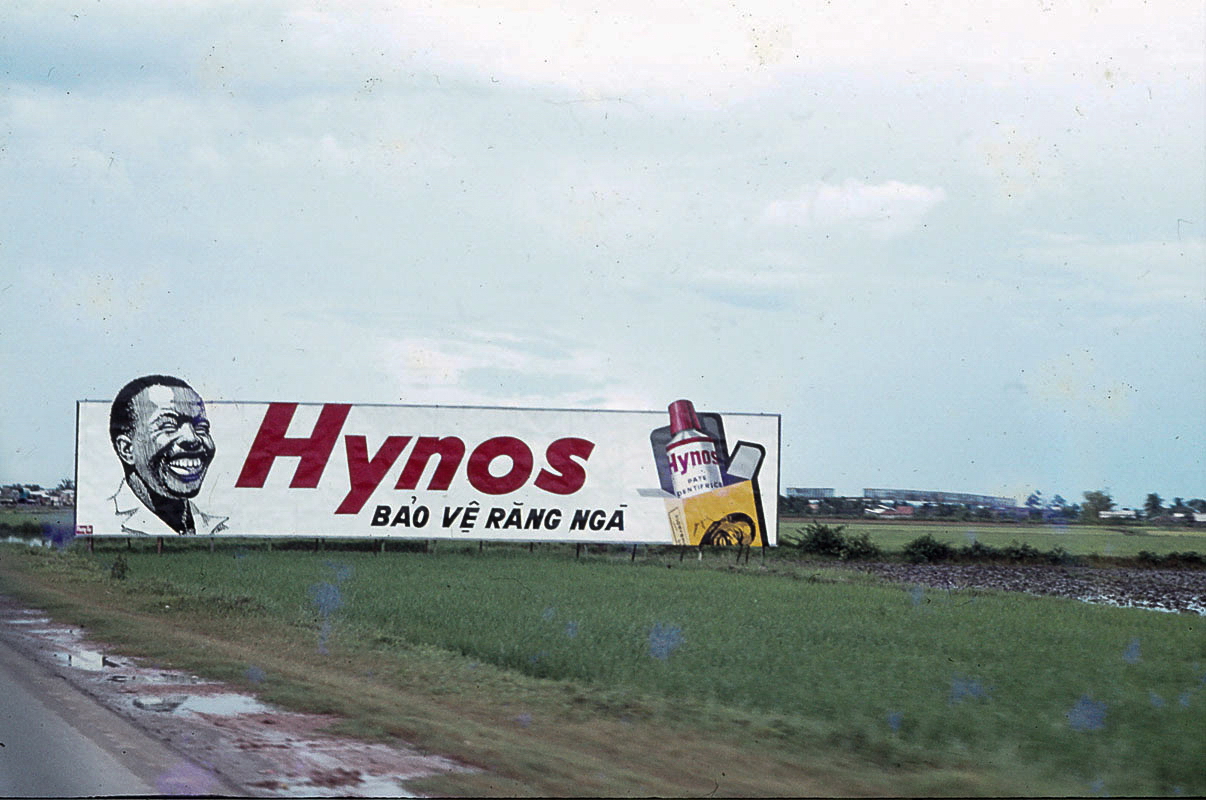 Hynos
BẢO VỆ RĂNG NGÀ
Hynos
PATE
DENTIFRICE